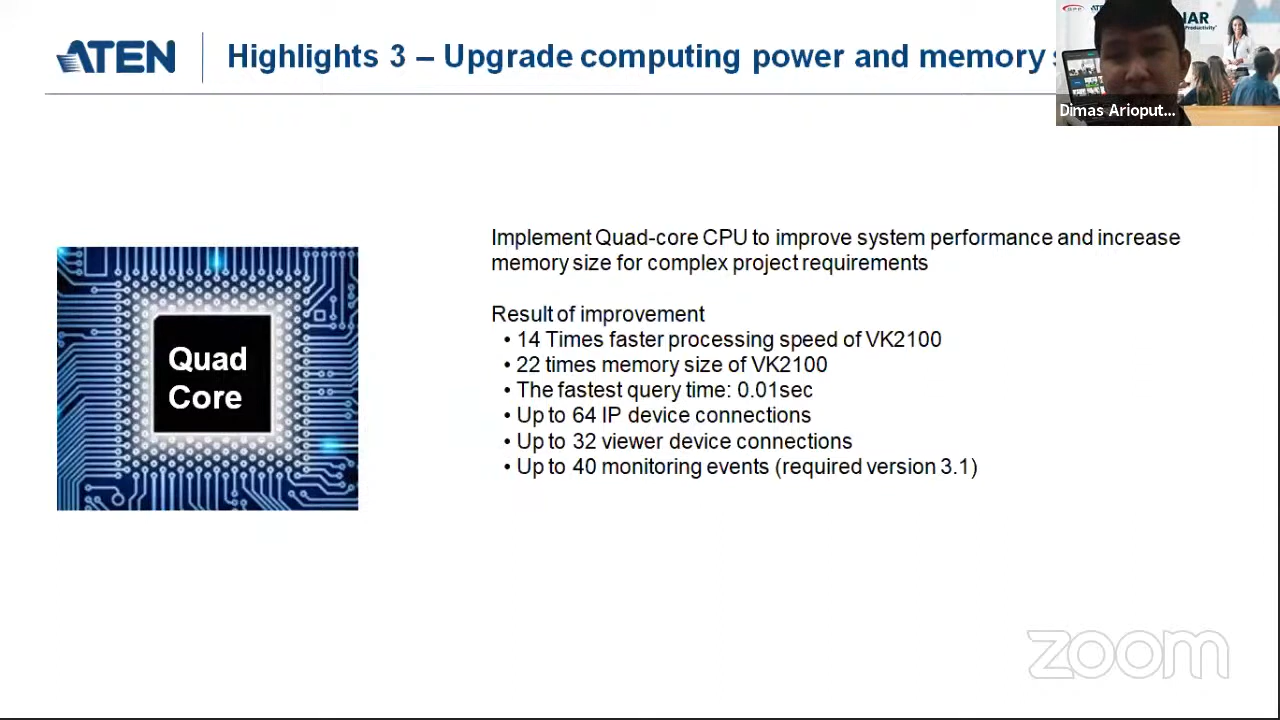 ATEN
Highlights 3 – Upgrade computing power and memory
Dimas Arioput...
Implement Quad-core CPU to improve system performance and increase
memory size for complex project requirements
Result of improvement
• 14 Times faster processing speed of VK2100
• 22 times memory size of VK2100
• The fastest query time: 0.01sec
• Up to 64 IP device connections
• Up to 32 viewer device connections
• Up to 40 monitoring events (required version 3.1)
Quad
Core
zoom